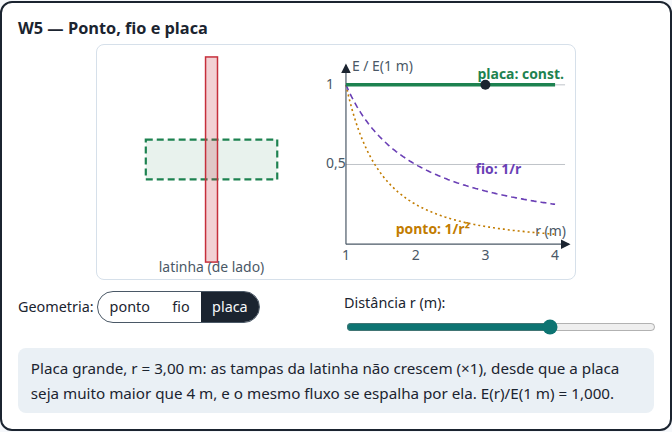 W5 — Ponto, fio e placa
E / E(1 m)
placa: const.
1
0,5
fio: 1/r
ponto: 1/r²
r (m)
1 2 3 4
latinha (de lado)
Geometria: ponto fio placa
Distância r (m):
Placa grande, r = 3,00 m: as tampas da latinha não crescem (×1), desde que a placa
seja muito maior que 4 m, e o mesmo fluxo se espalha por ela. E(r)/E(1 m) = 1,000.